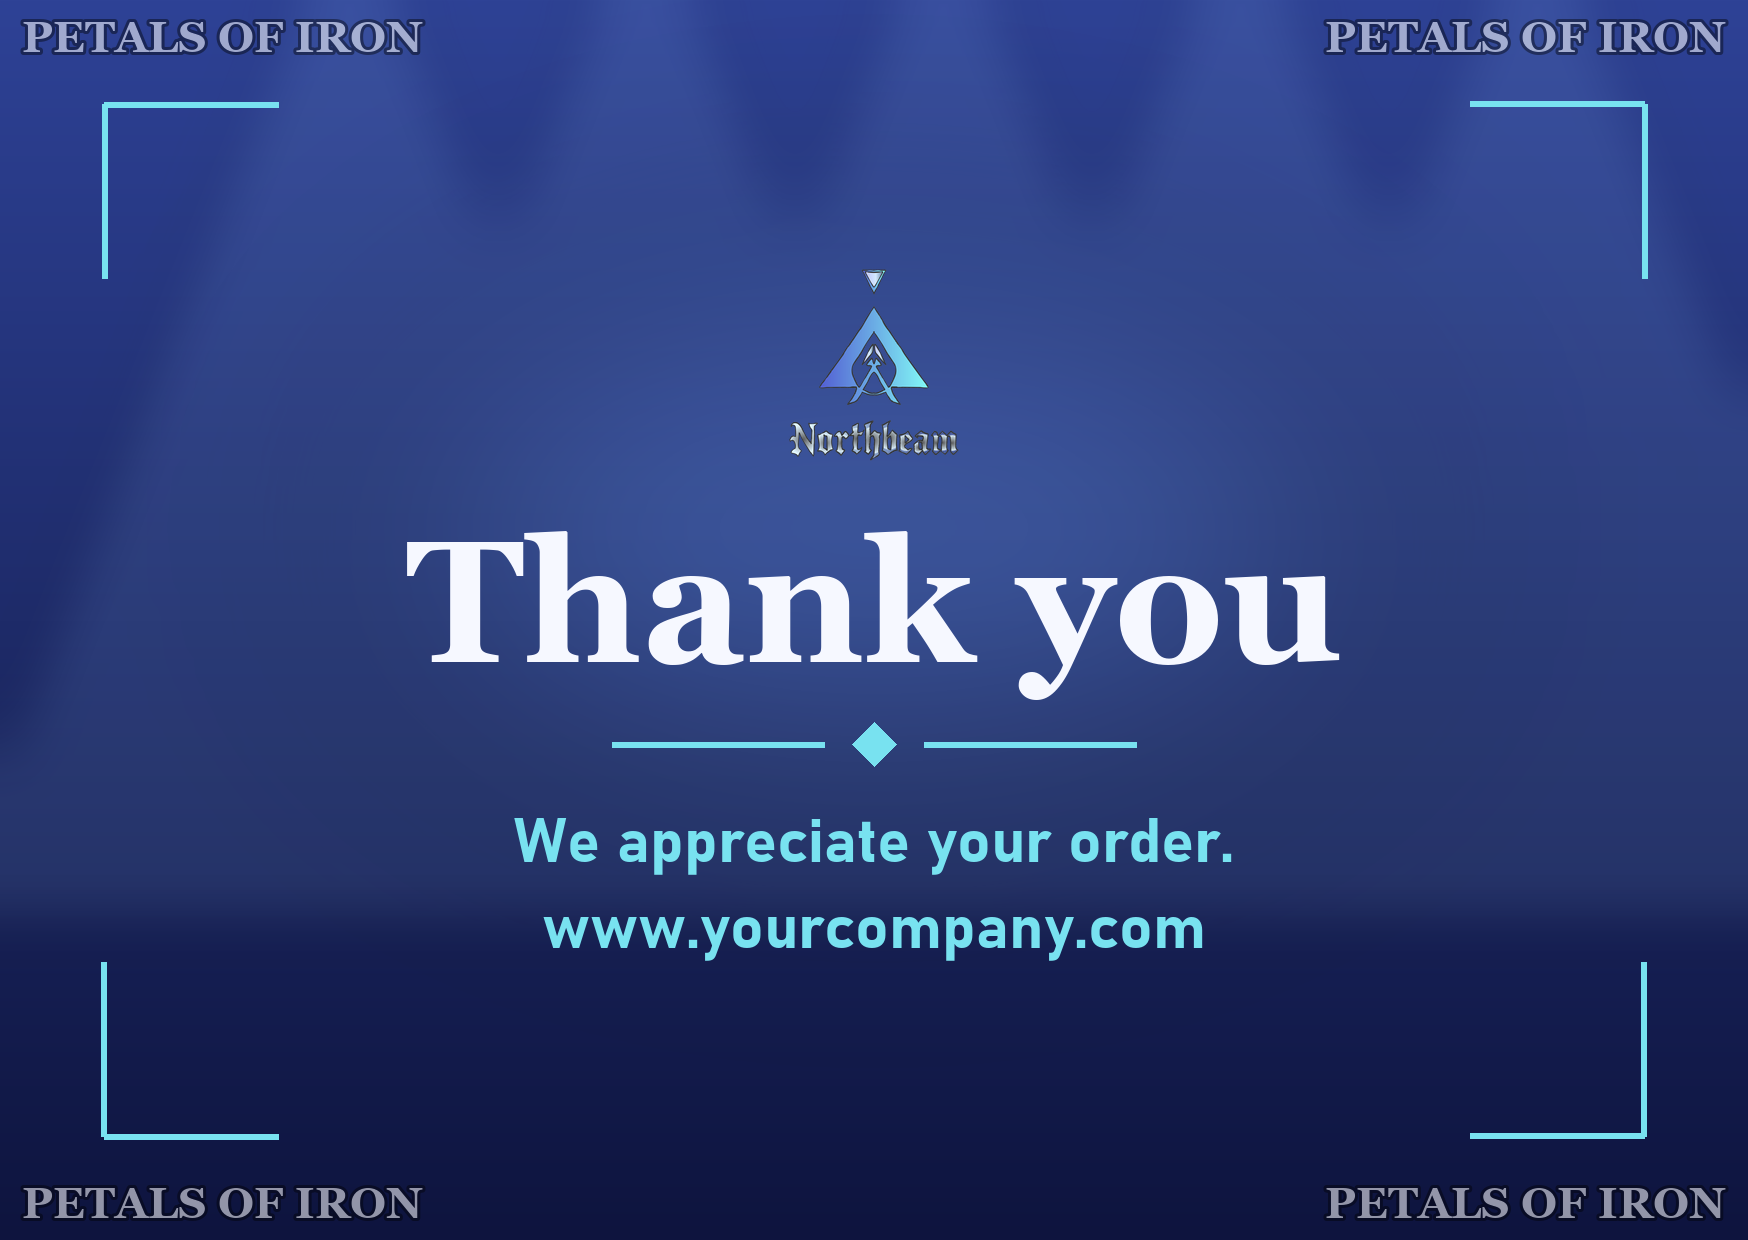 PETALS OF IRON
PETALS OF IRON
Northbeam
Thank you
We appreciate your order.
www.yourcompany.com
PETALS OF IRON
PETALS OF IRON